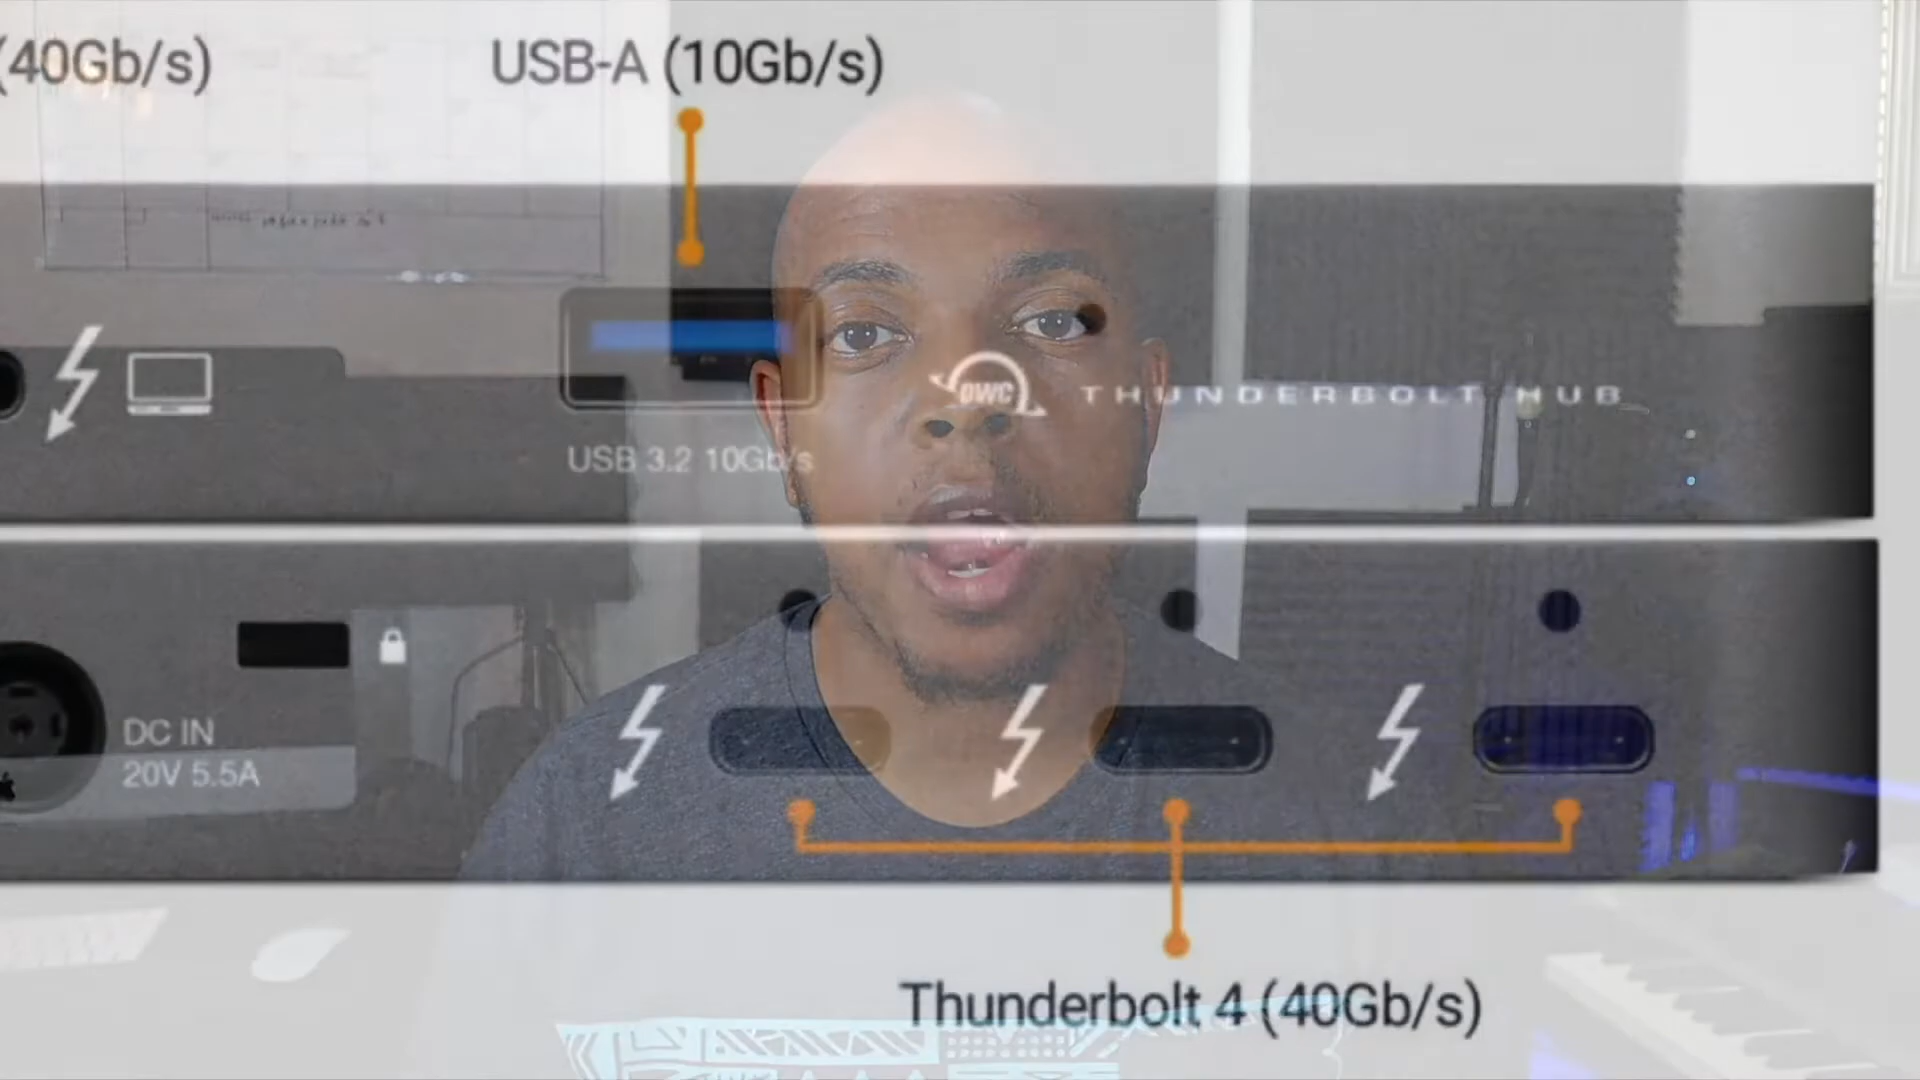 (40Gb/s)
USB-A (10Gb/s)
OWC THUNDERBOLT HUB
USB 3.2 10Gb/s
DC IN
20V 5.5A
Thunderbolt 4 (40Gb/s)